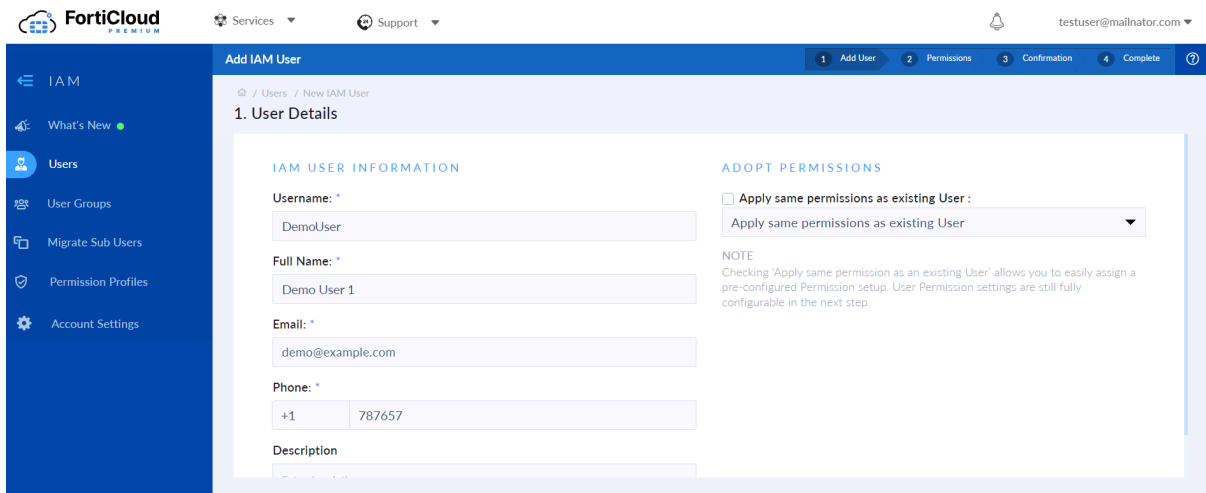 FortiCloud
PREMIUM
Services
24
Support
testuser@mailnator.com
IAM
What's New
Users
User Groups
Migrate Sub Users
Permission Profiles
Account Settings
Add IAM User
1 Add User
2 Permissions
3 Confirmation
4 Complete
?
/ Users / New IAM User
1. User Details
IAM USER INFORMATION
Username: *
DemoUser
Full Name: *
Demo User 1
Email: *
demo@example.com
Phone: *
+1 787657
Description
ADOPT PERMISSIONS
Apply same permissions as existing User :
Apply same permissions as existing User
NOTE
Checking 'Apply same permission as an existing User' allows you to easily assign a
pre-configured Permission setup. User Permission settings are still fully
configurable in the next step.